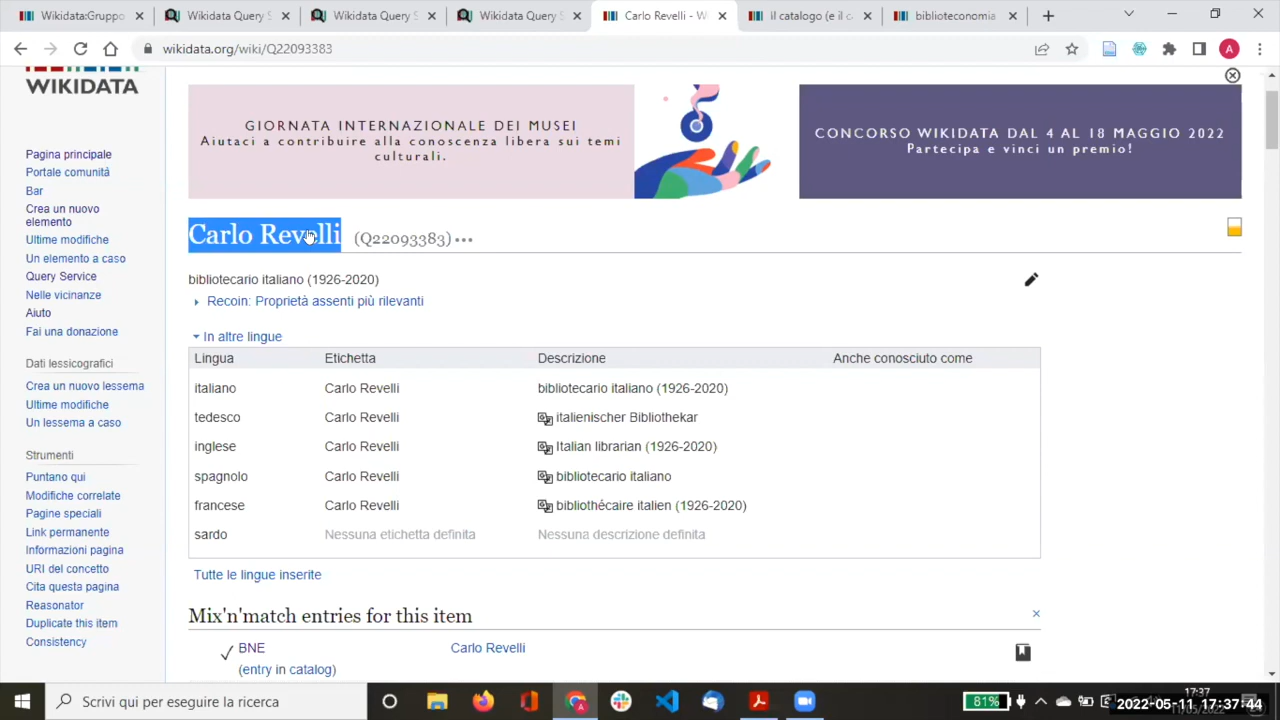 Wikidata:Gruppo
Wikidata Query S
Wikidata Query S
Wikidata Query S
Carlo Revelli - W
il catalogo (e il c
biblioteconomia
wikidata.org/wiki/Q22093383
A
WIKIDATA
Pagina principale
Portale comunità
Bar
Crea un nuovo
elemento
Ultime modifiche
Un elemento a caso
Query Service
Nelle vicinanze
Aiuto
Fai una donazione
Dati lessicografici
Crea un nuovo lessema
Ultime modifiche
Un lessema a caso
Strumenti
Puntano qui
Modifiche correlate
Pagine speciali
Link permanente
Informazioni pagina
URI del concetto
Cita questa pagina
Reasonator
Duplicate this item
Consistency
GIORNATA INTERNAZIONALE DEI MUSEI
Aiutaci a contribuire alla conoscenza libera sui temi
culturali.
CONCORSO WIKIDATA DAL 4 AL 18 MAGGIO 2022
Partecipa e vinci un premio!
Carlo Revelli (Q22093383)
bibliotecario italiano (1926-2020)
Recoin: Proprietà assenti più rilevanti
In altre lingue
Lingua Etichetta Descrizione Anche conosciuto come
italiano Carlo Revelli bibliotecario italiano (1926-2020)
tedesco Carlo Revelli italienischer Bibliothekar
inglese Carlo Revelli Italian librarian (1926-2020)
spagnolo Carlo Revelli bibliotecario italiano
francese Carlo Revelli bibliothécaire italien (1926-2020)
sardo Nessuna etichetta definita Nessuna descrizione definita
Tutte le lingue inserite
Mix'n'match entries for this item
BNE Carlo Revelli
(entry in catalog)
Scrivi qui per eseguire la ricerca
81%
17:37
11/05/2022
2022-05-11 17:37:44